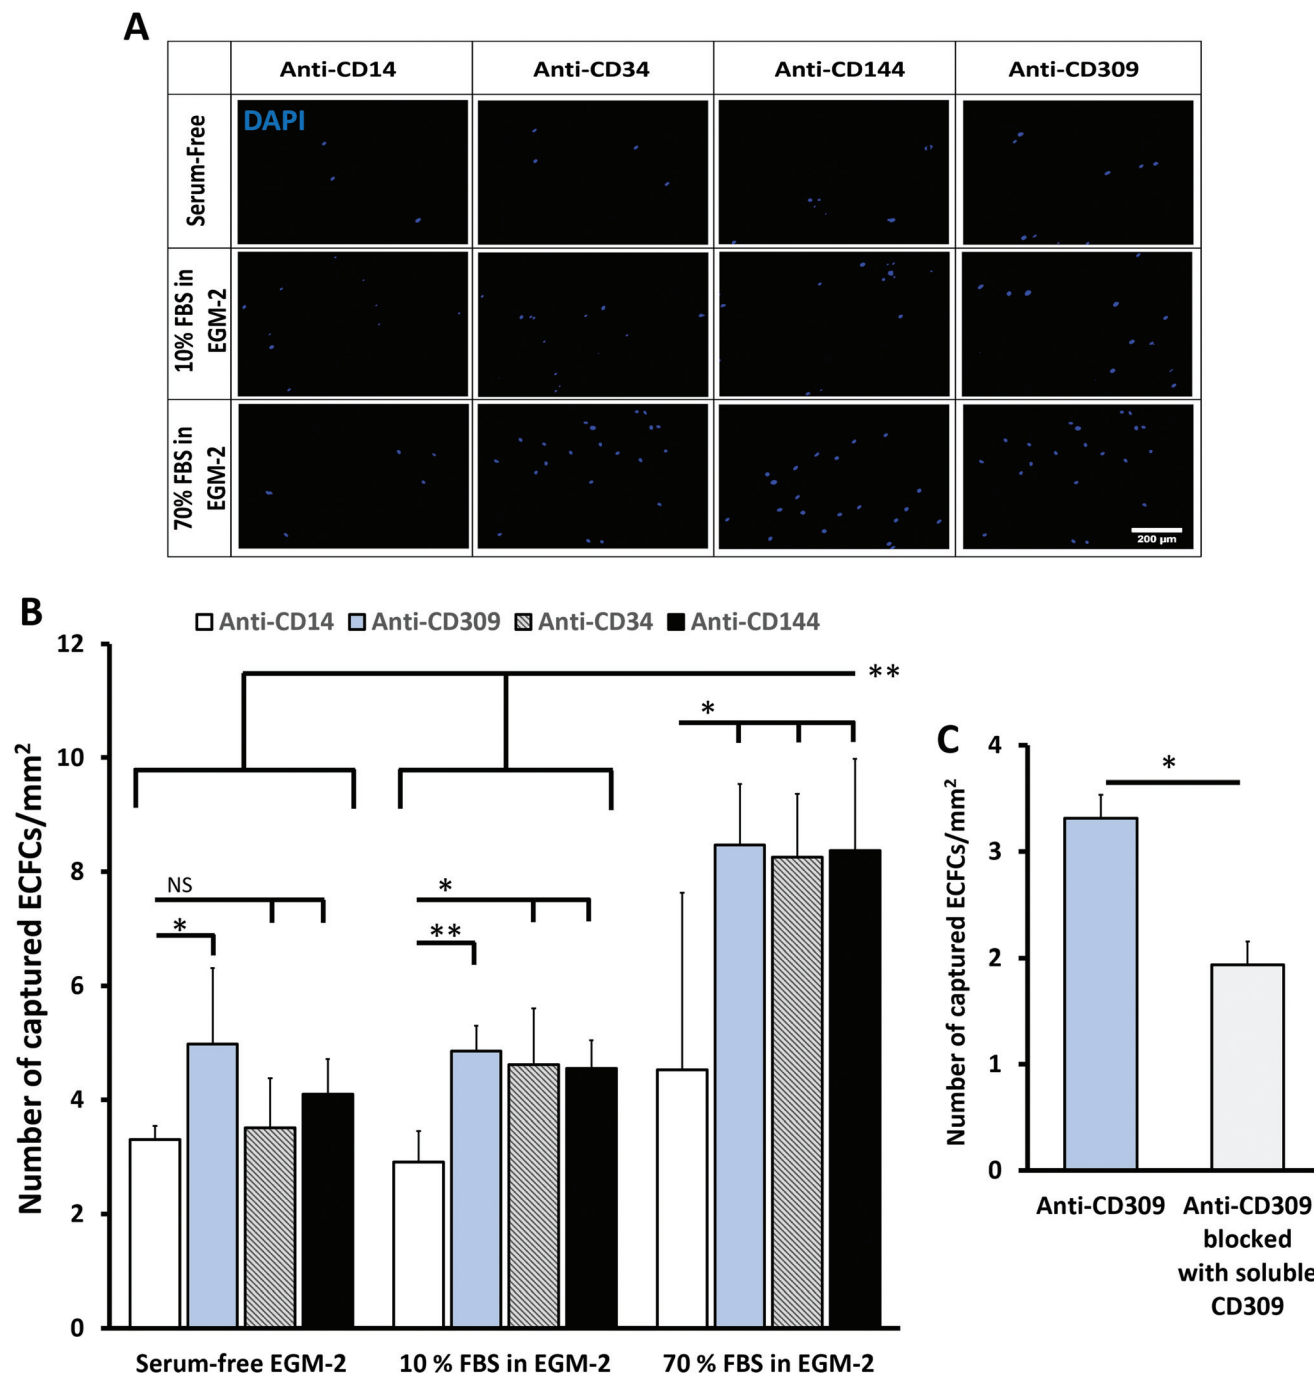 A
Anti-CD14 Anti-CD34 Anti-CD144 Anti-CD309
Serum-Free
DAPI
10% FBS in
EGM-2
70% FBS in
EGM-2
200 µm
B
Anti-CD14 Anti-CD309 Anti-CD34 Anti-CD144
Number of captured ECFCs/mm²
12
10
8
6
4
2
0
**
*
NS
*
*
**
Serum-free EGM-2 10 % FBS in EGM-2 70 % FBS in EGM-2
C
Number of captured ECFCs/mm²
4
3
2
1
0
*
Anti-CD309
Anti-CD309
blocked
with soluble
CD309